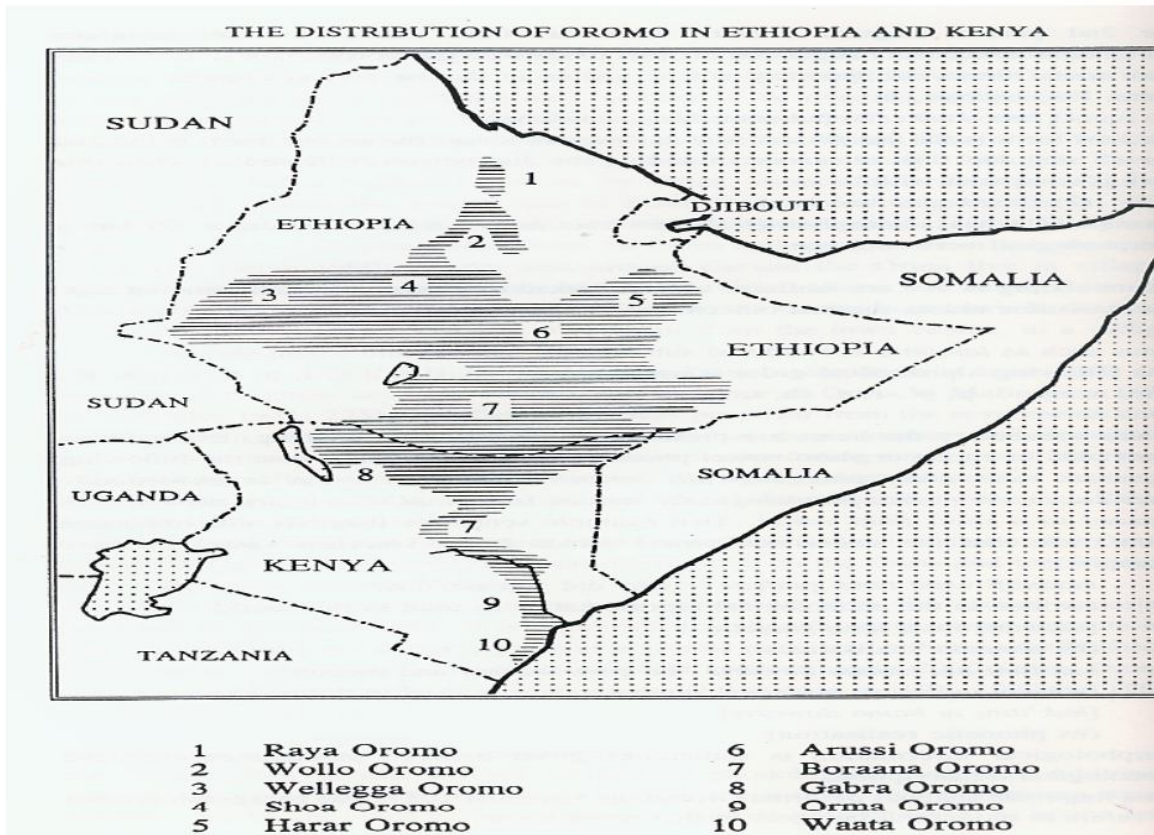 THE DISTRIBUTION OF OROMO IN ETHIOPIA AND KENYA
SUDAN
1
DJIBOUTI
ETHIOPIA
2
SOMALIA
3
4
5
6
ETHIOPIA
SUDAN
7
8
SOMALIA
UGANDA
7
KENYA
9
10
TANZANIA
1 Raya Oromo
2 Wollo Oromo
3 Wellegga Oromo
4 Shoa Oromo
5 Harar Oromo
6 Arussi Oromo
7 Boranaa Oromo
8 Gabra Oromo
9 Orma Oromo
10 Waata Oromo